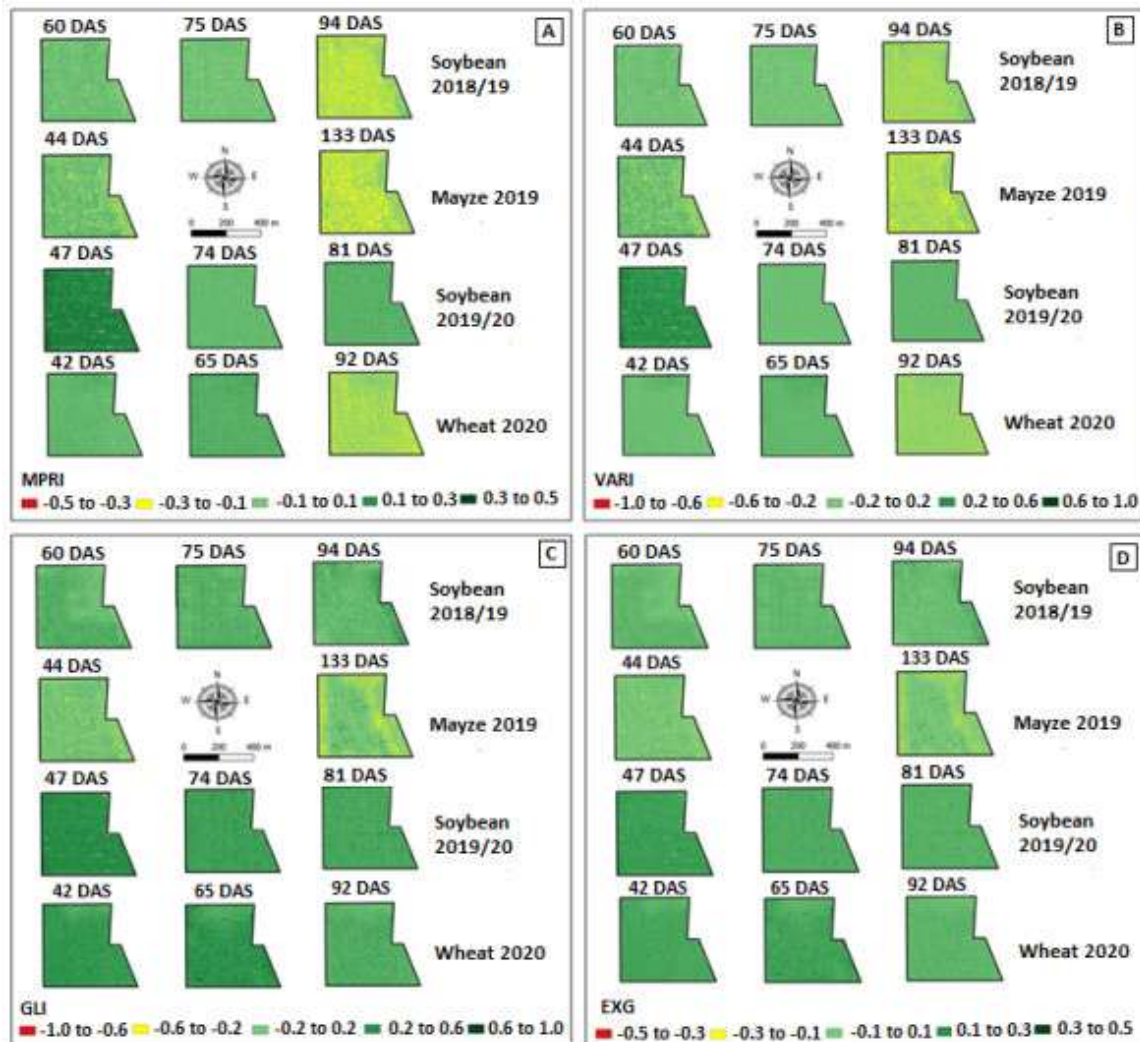 60 DAS 75 DAS 94 DAS A
Soybean
2018/19
44 DAS 133 DAS
N
W E
S
Mayze 2019
0 200 400 m
47 DAS 74 DAS 81 DAS
Soybean
2019/20
42 DAS 65 DAS 92 DAS
Wheat 2020
MPRI
-0.5 to -0.3 -0.3 to -0.1 -0.1 to 0.1 0.1 to 0.3 0.3 to 0.5
60 DAS 75 DAS 94 DAS B
Soybean
2018/19
44 DAS 133 DAS
N
W E
S
Mayze 2019
0 200 400 m
47 DAS 74 DAS 81 DAS
Soybean
2019/20
42 DAS 65 DAS 92 DAS
Wheat 2020
VARI
-1.0 to -0.6 -0.6 to -0.2 -0.2 to 0.2 0.2 to 0.6 0.6 to 1.0
60 DAS 75 DAS 94 DAS C
Soybean
2018/19
44 DAS 133 DAS
N
W E
S
Mayze 2019
0 200 400 m
47 DAS 74 DAS 81 DAS
Soybean
2019/20
42 DAS 65 DAS 92 DAS
Wheat 2020
GLI
-1.0 to -0.6 -0.6 to -0.2 -0.2 to 0.2 0.2 to 0.6 0.6 to 1.0
60 DAS 75 DAS 94 DAS D
Soybean
2018/19
44 DAS 133 DAS
N
W E
S
Mayze 2019
0 200 400 m
47 DAS 74 DAS 81 DAS
Soybean
2019/20
42 DAS 65 DAS 92 DAS
Wheat 2020
EXG
-0.5 to -0.3 -0.3 to -0.1 -0.1 to 0.1 0.1 to 0.3 0.3 to 0.5